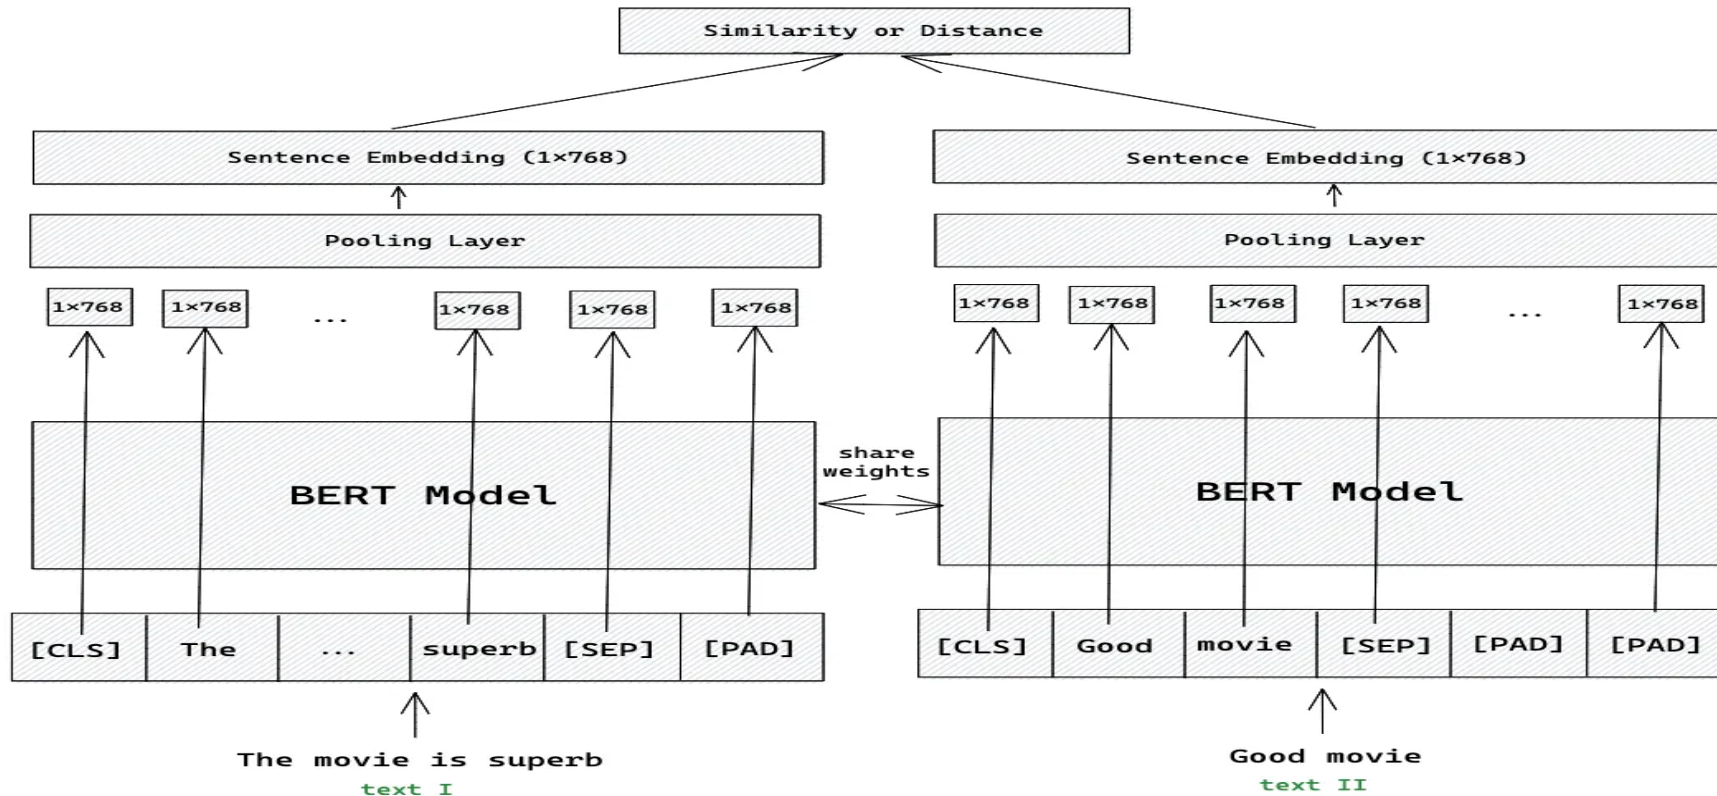 Similarity or Distance
Sentence Embedding (1×768)
Sentence Embedding (1×768)
Pooling Layer
Pooling Layer
1×768 1×768 ... 1×768 1×768 1×768
1×768 1×768 1×768 1×768 ... 1×768
BERT Model
share
weights
BERT Model
[CLS] The ... superb [SEP] [PAD]
[CLS] Good movie [SEP] [PAD] [PAD]
The movie is superb
text I
Good movie
text II